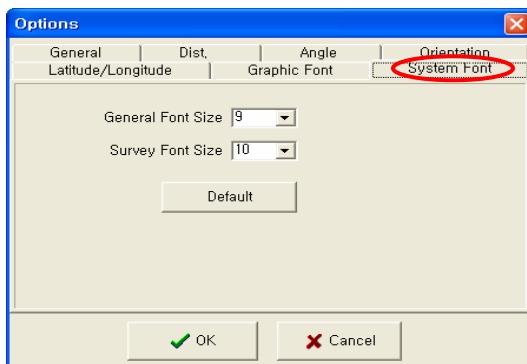 Options
General Dist, Angle Orientation
Latitude/Longitude Graphic Font System Font
General Font Size 9
Survey Font Size 10
Default
OK Cancel